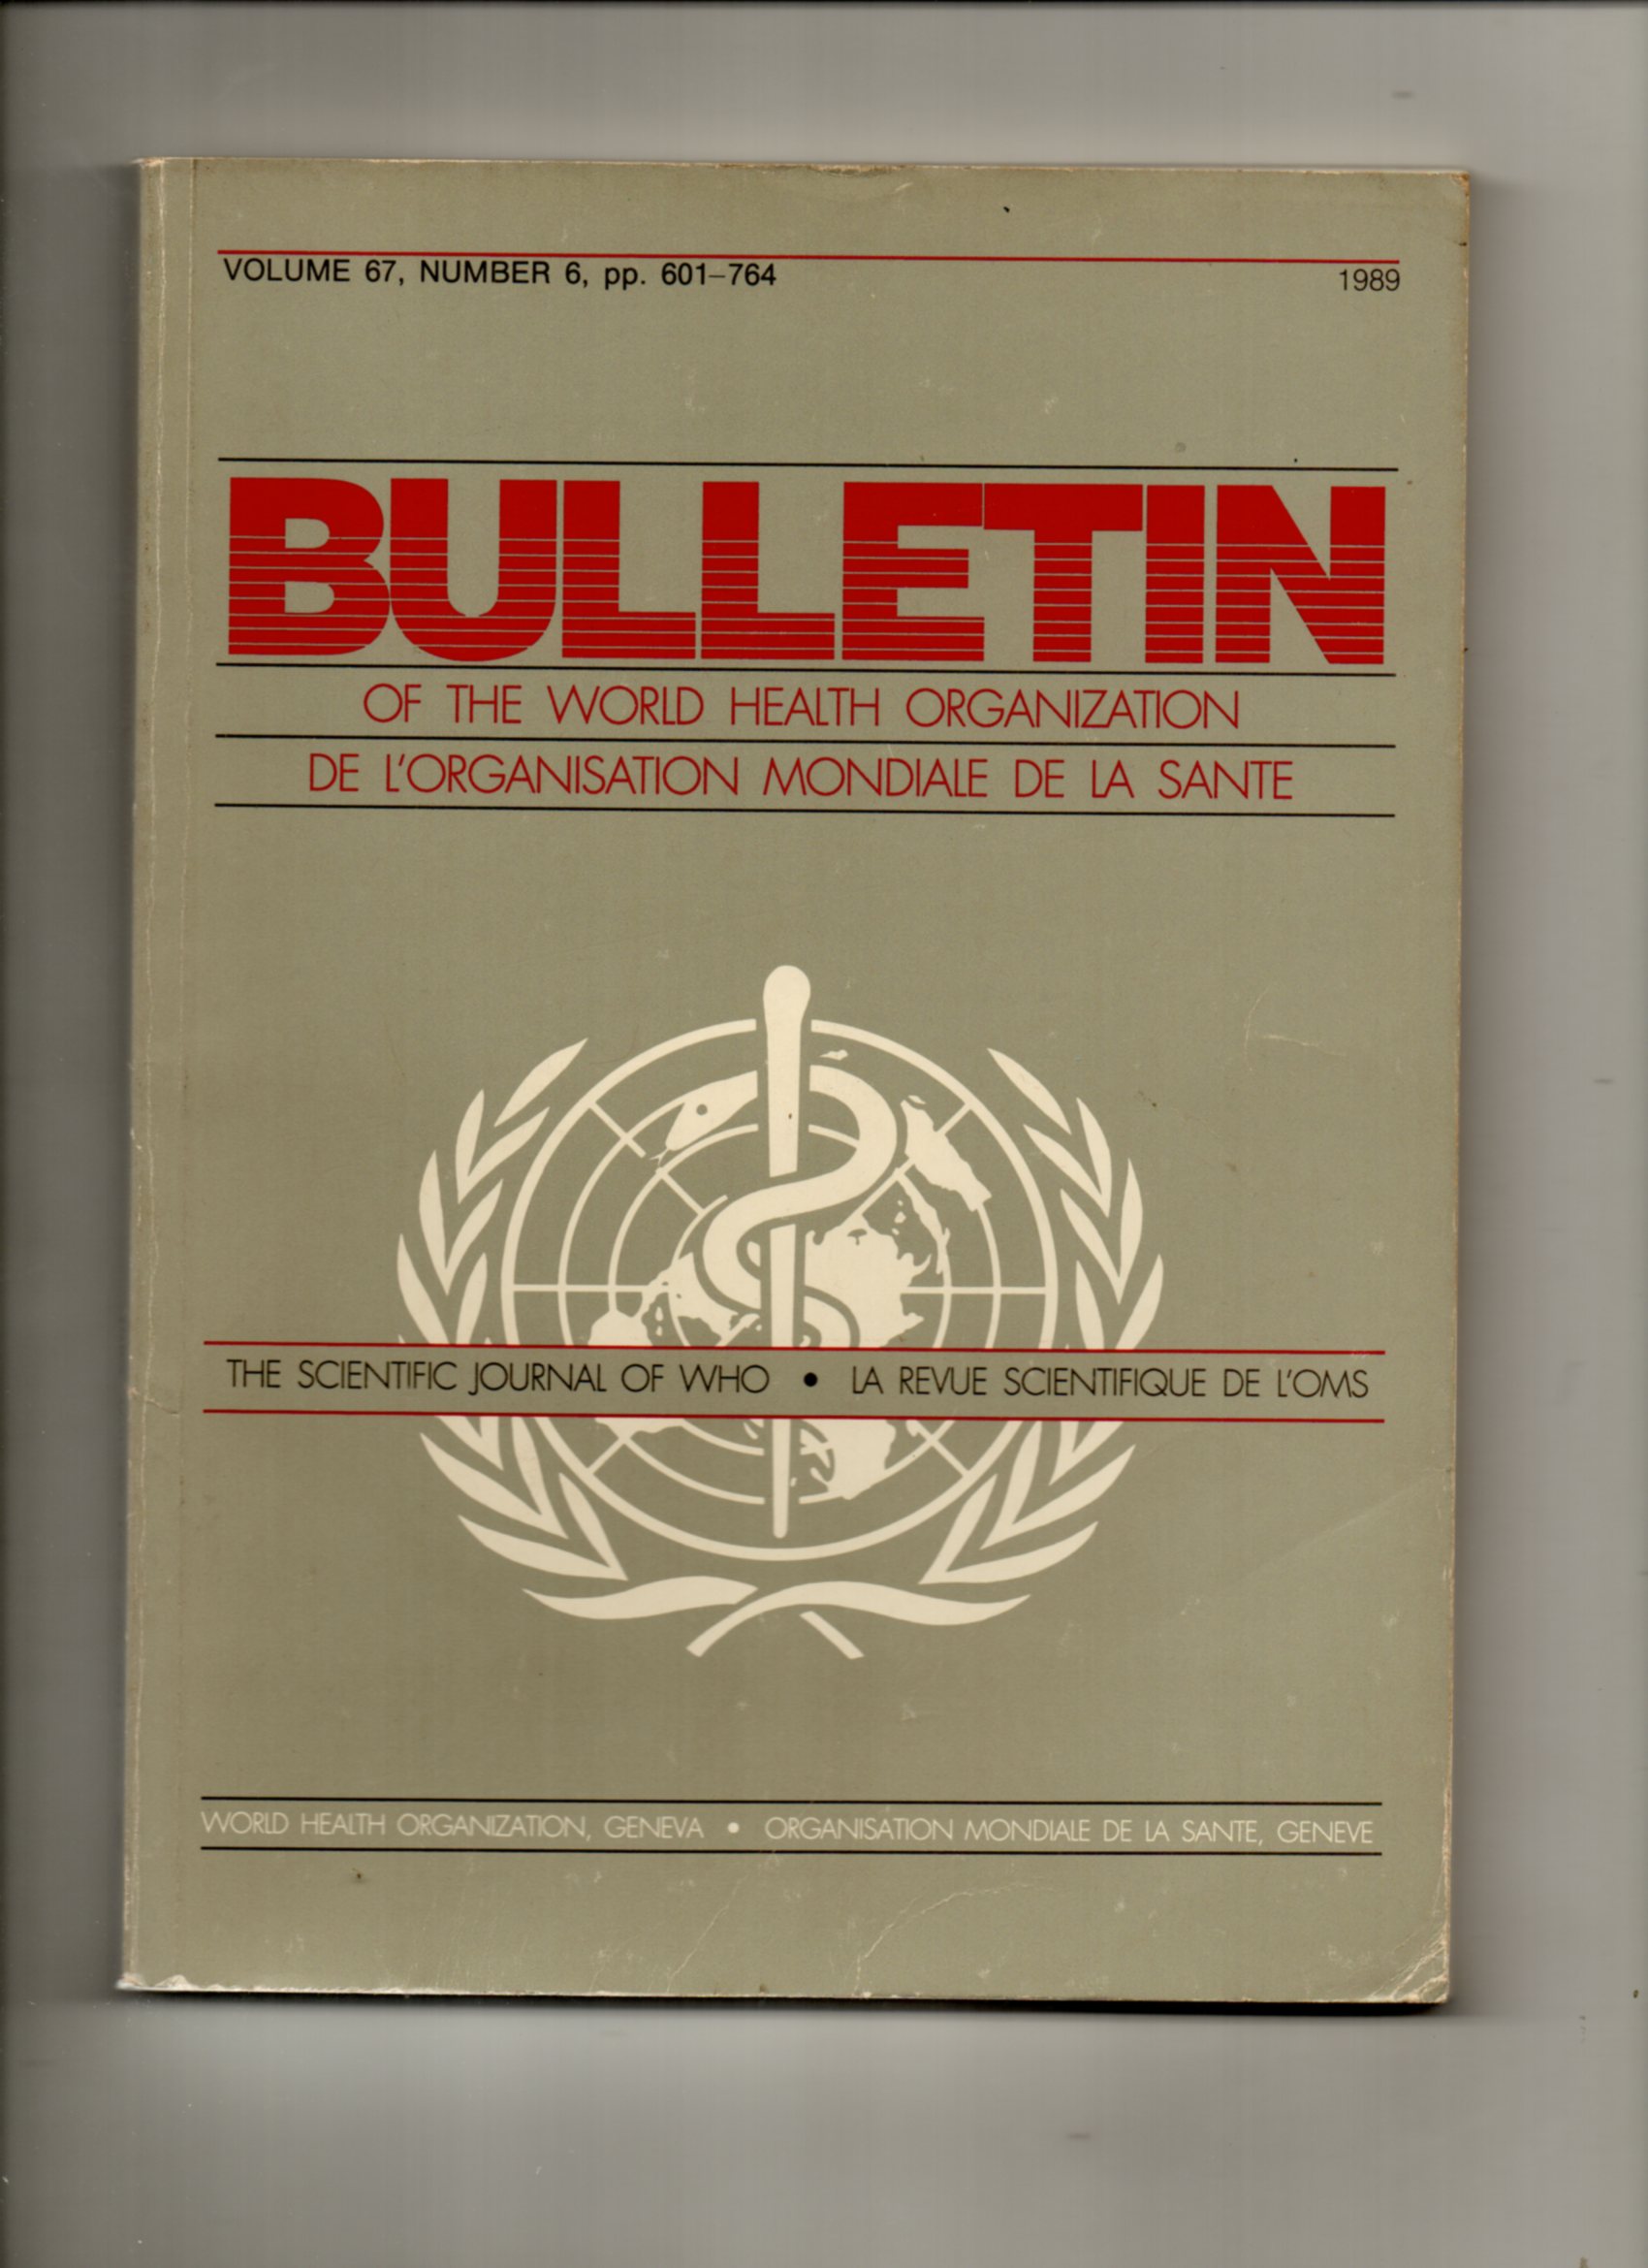 VOLUME 67, NUMBER 6, pp. 601–764 1989
BULLETIN
OF THE WORLD HEALTH ORGANIZATION
DE L'ORGANISATION MONDIALE DE LA SANTE
THE SCIENTIFIC JOURNAL OF WHO • LA REVUE SCIENTIFIQUE DE L'OMS
WORLD HEALTH ORGANIZATION, GENEVA • ORGANISATION MONDIALE DE LA SANTE, GENEVE